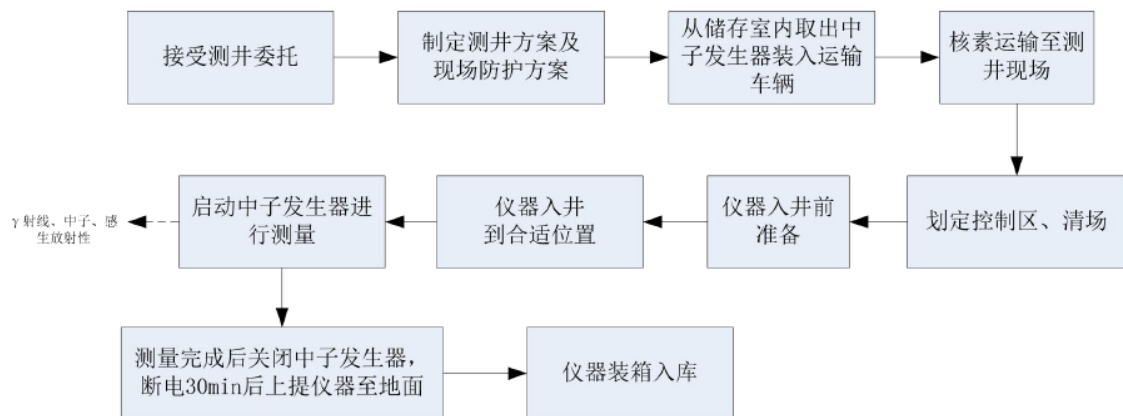 接受测井委托
制定测井方案及
现场防护方案
从储存室内取出中
子发生器装入运输
车辆
核素运输至测
井现场
划定控制区、清场
仪器入井前
准备
仪器入井
到合适位置
启动中子发生器进
行测量
γ射线、中子、感
生放射性
测量完成后关闭中子发生器，
断电30min后上提仪器至地面
仪器装箱入库